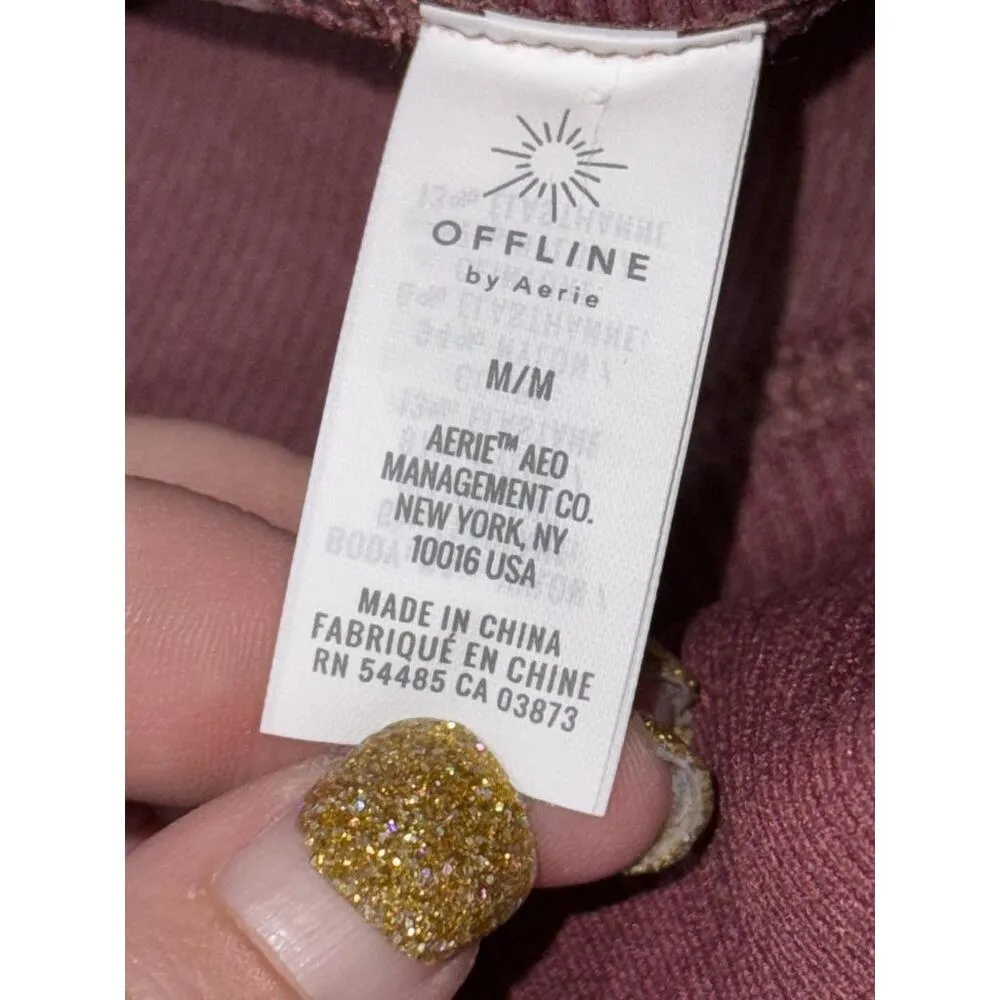 OFFLINE
by Aerie
M/M
AERIE™ AEO
MANAGEMENT CO.
NEW YORK, NY
10016 USA
MADE IN CHINA
FABRIQUÉ EN CHINE
RN 54485 CA 03873